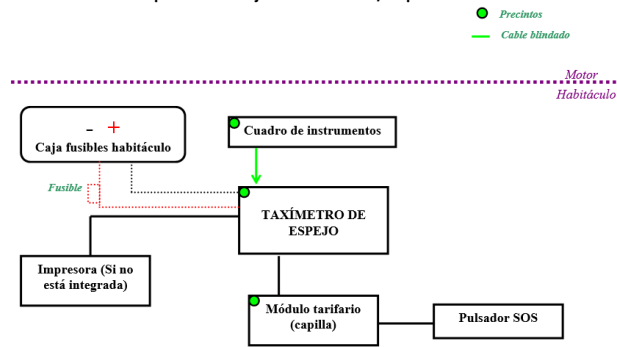 Precintos
Cable blindado
Motor
Habitáculo
- +
Caja fusibles habitáculo
Cuadro de instrumentos
Fusible
TAXÍMETRO DE
ESPEJO
Impresora (Si no
está integrada)
Módulo tarifario
(capilla)
Pulsador SOS